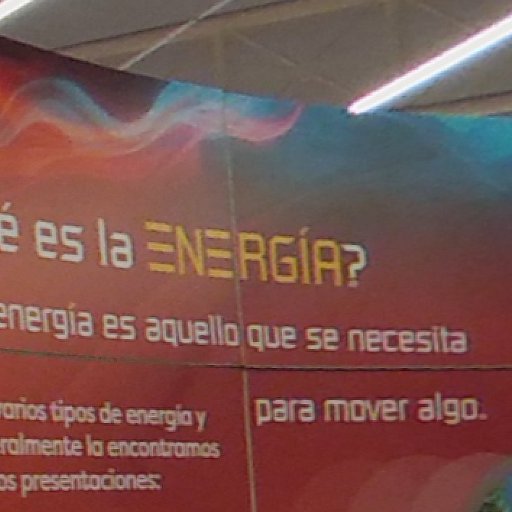 é es la ENERGÍA?
energía es aquello que se necesita
para mover algo.
varios tipos de energía y
ralmente la encontramos
os presentaciones: